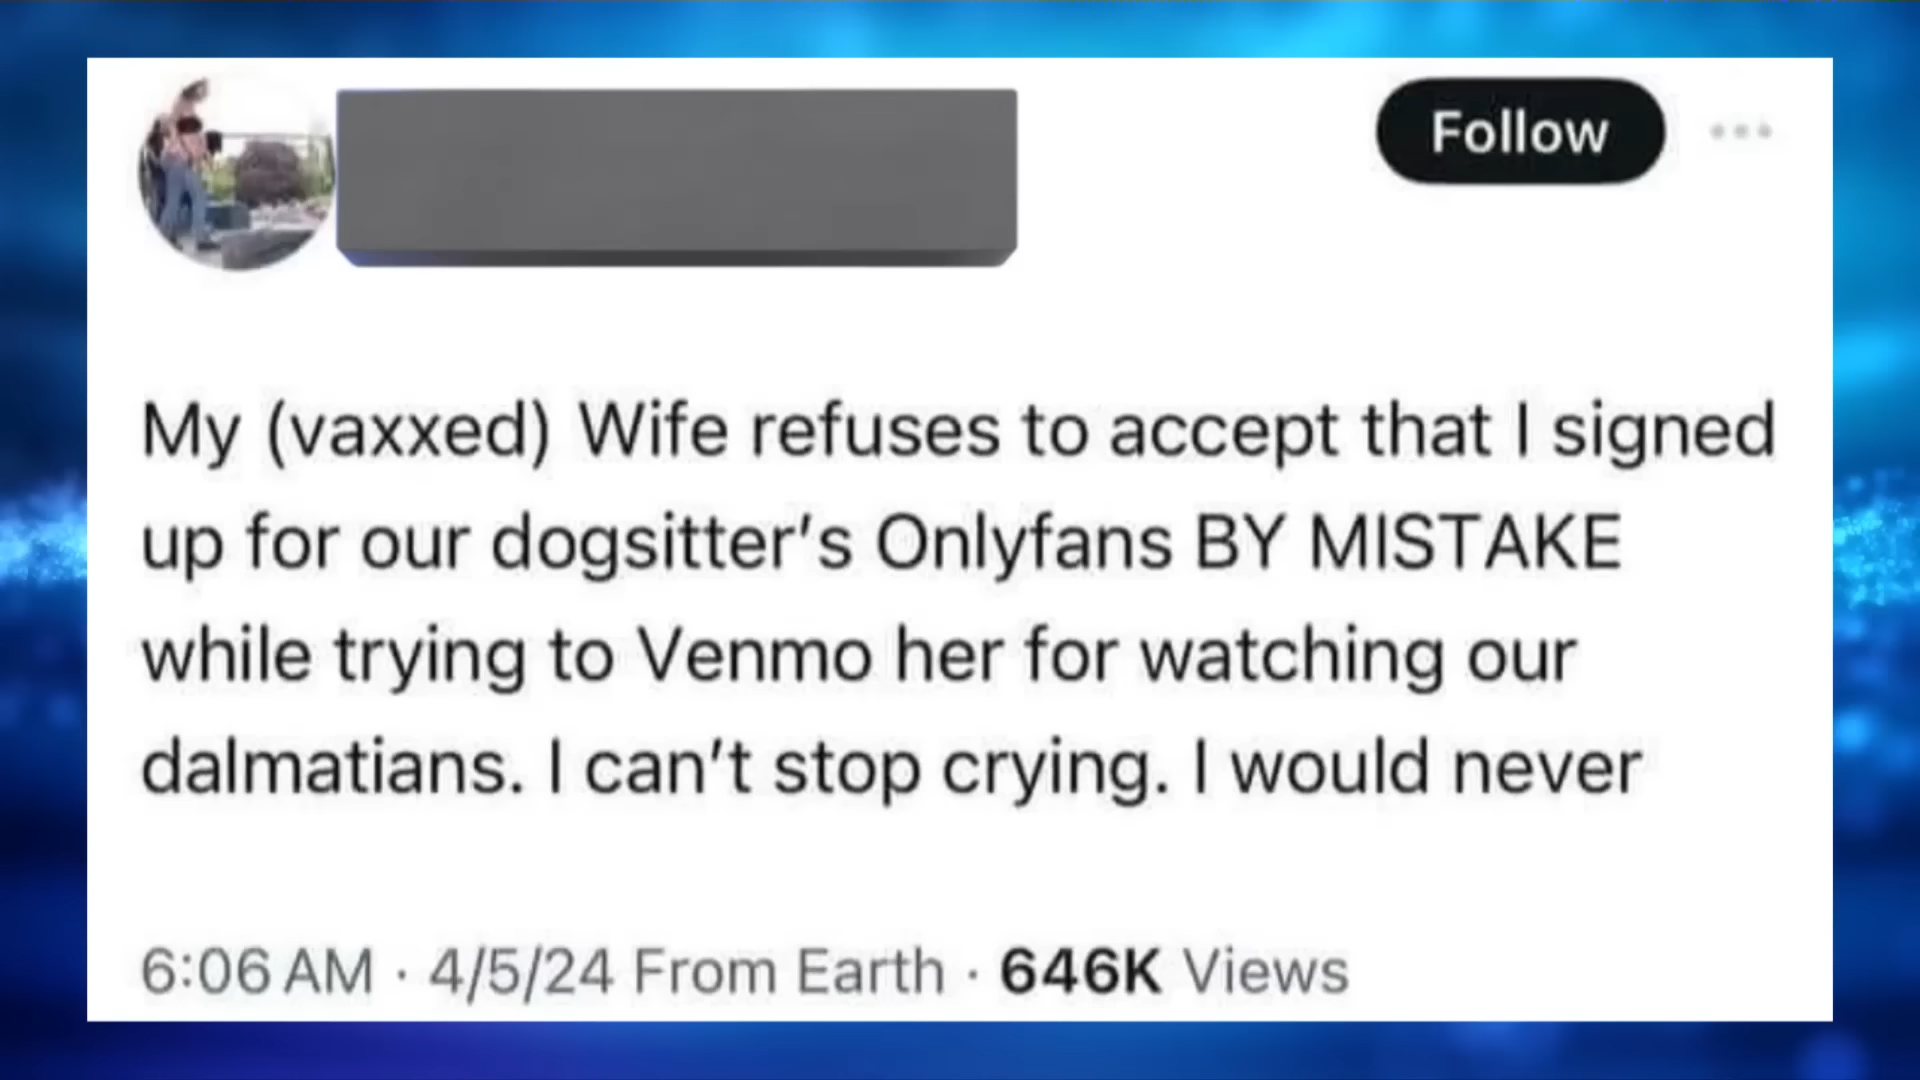 Follow
My (vaxxed) Wife refuses to accept that I signed
up for our dogsitter’s Onlyfans BY MISTAKE
while trying to Venmo her for watching our
dalmatians. I can’t stop crying. I would never
6:06 AM · 4/5/24 From Earth · 646K Views